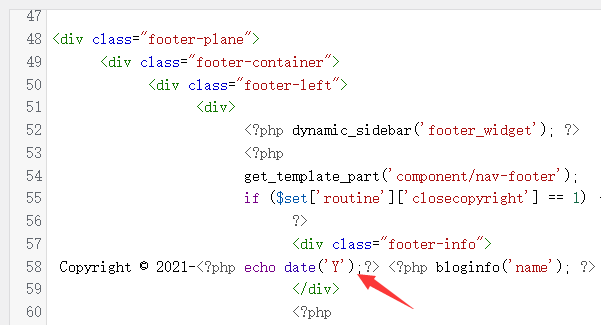 47
48 <div class="footer-plane">
49 <div class="footer-container">
50 <div class="footer-left">
51 <div>
52 <?php dynamic_sidebar('footer_widget'); ?>
53 <?php
54 get_template_part('component/nav-footer');
55 if ($set['routine']['closecopyright'] == 1)
56 ?>
57 <div class="footer-info">
58 Copyright © 2021-<?php echo date('Y');?> <?php bloginfo('name'); ?>
59 </div>
60 <?php